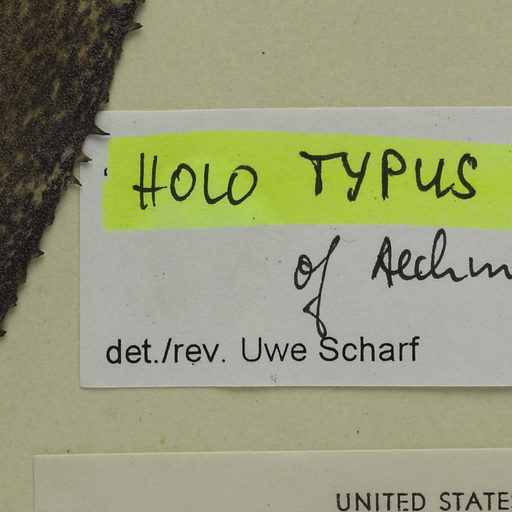 HOLO TYPUS
of Aechm
det./rev. Uwe Scharf
UNITED STATES